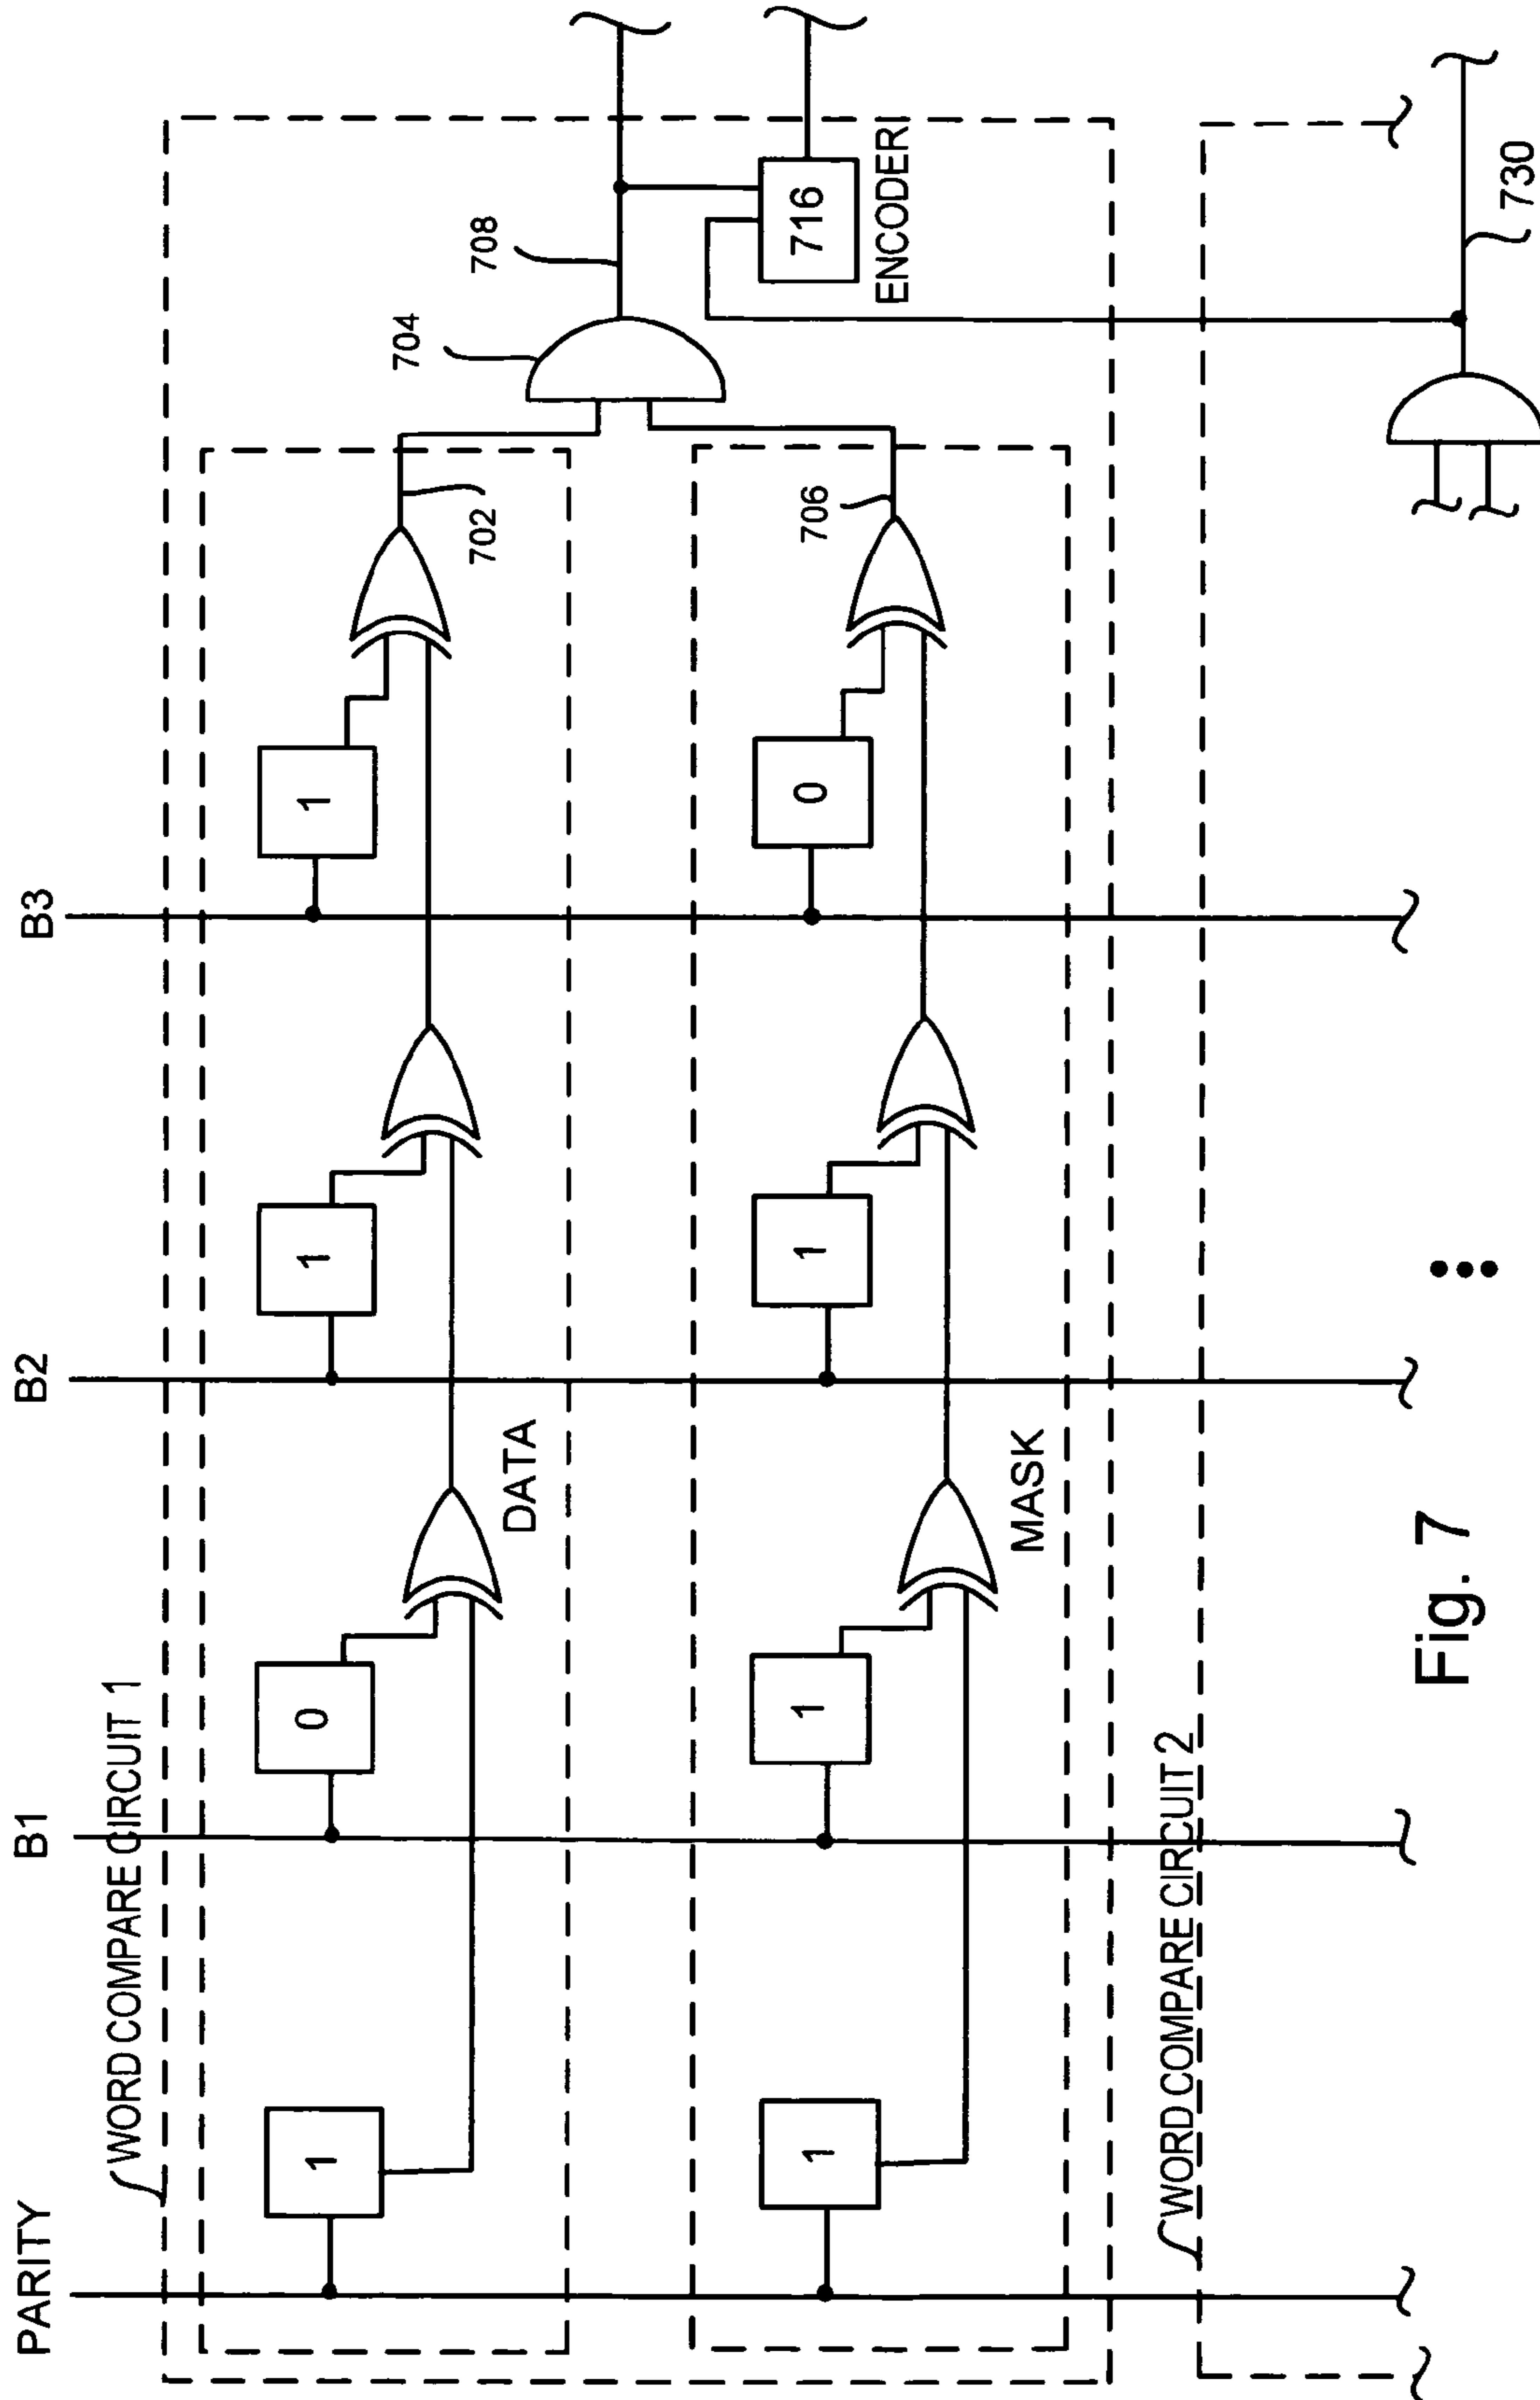 PARITY
B1
B2
B3
WORD COMPARE CIRCUIT 1
1
0
1
1
DATA
702
704
708
1
1
1
0
MASK
706
716
ENCODERI
WORD COMPARE CIRCUIT 2
730
Fig. 7